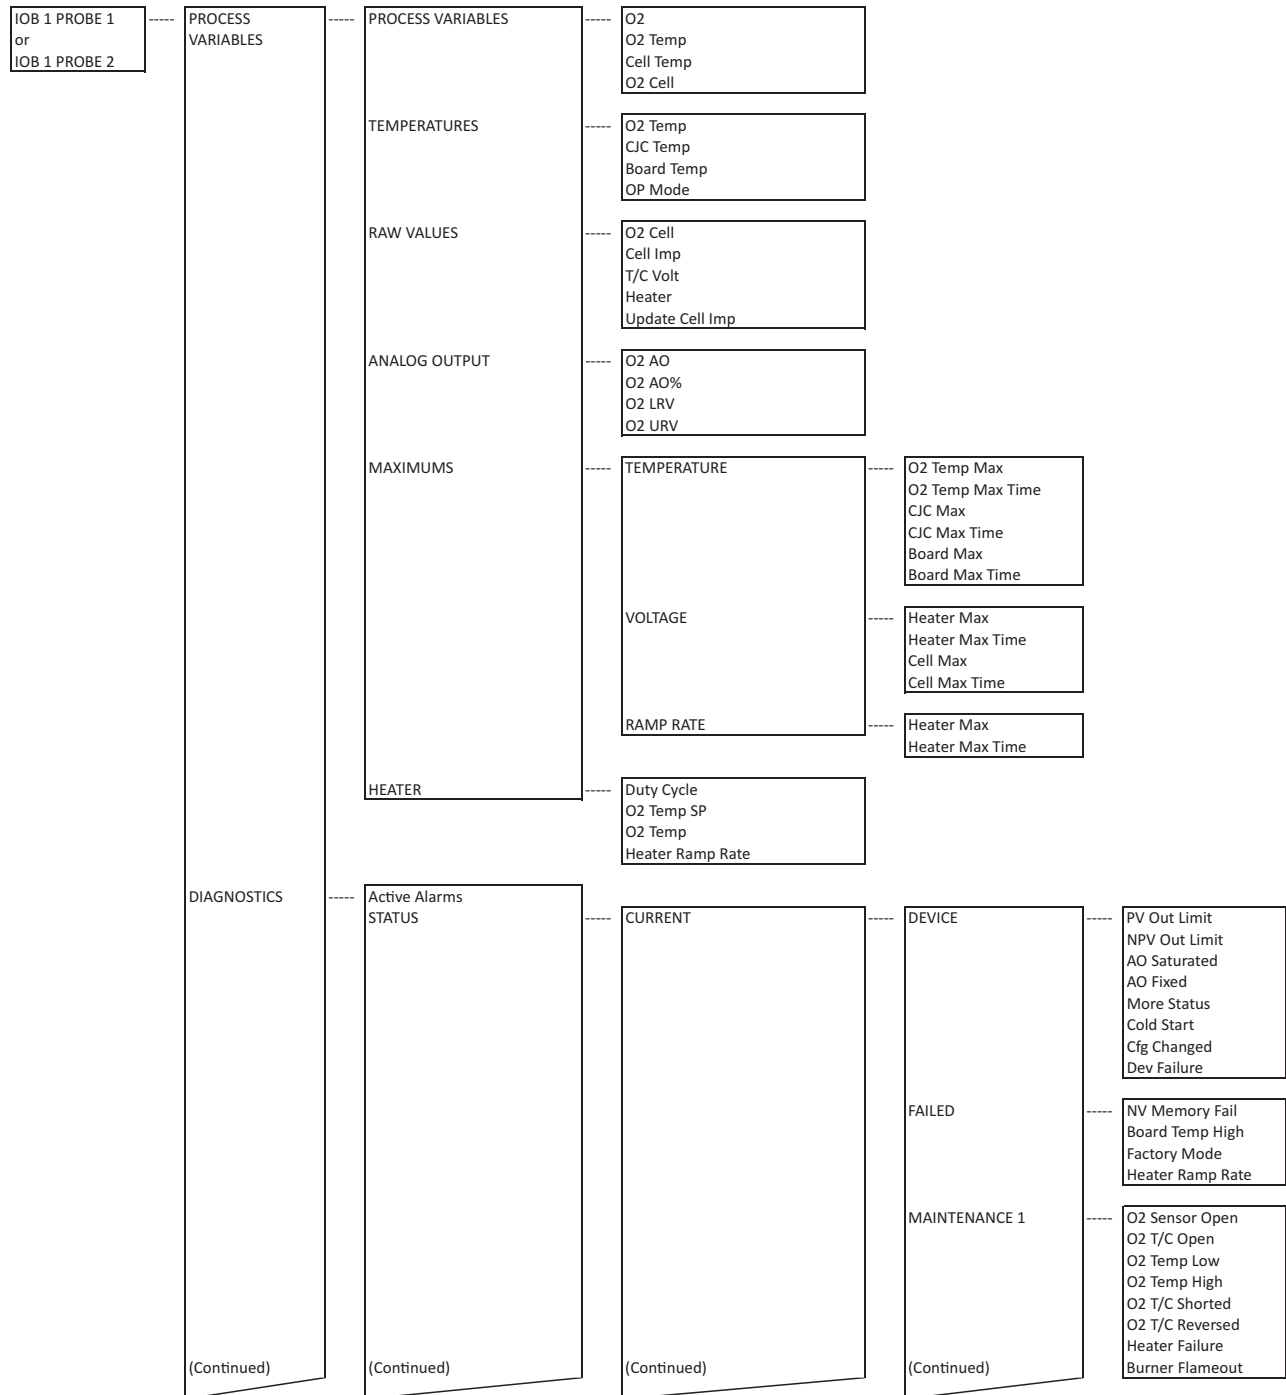 IOB 1 PROBE 1
or
IOB 1 PROBE 2
-----
PROCESS
VARIABLES
-----
PROCESS VARIABLES
-----
O2
O2 Temp
Cell Temp
O2 Cell
TEMPERATURES
-----
O2 Temp
CJC Temp
Board Temp
OP Mode
RAW VALUES
-----
O2 Cell
Cell Imp
T/C Volt
Heater
Update Cell Imp
ANALOG OUTPUT
-----
O2 AO
O2 AO%
O2 LRV
O2 URV
MAXIMUMS
-----
TEMPERATURE
-----
O2 Temp Max
O2 Temp Max Time
CJC Max
CJC Max Time
Board Max
Board Max Time
VOLTAGE
-----
Heater Max
Heater Max Time
Cell Max
Cell Max Time
RAMP RATE
-----
Heater Max
Heater Max Time
HEATER
-----
Duty Cycle
O2 Temp SP
O2 Temp
Heater Ramp Rate
DIAGNOSTICS
-----
Active Alarms
STATUS
-----
CURRENT
-----
DEVICE
-----
PV Out Limit
NPV Out Limit
AO Saturated
AO Fixed
More Status
Cold Start
Cfg Changed
Dev Failure
FAILED
-----
NV Memory Fail
Board Temp High
Factory Mode
Heater Ramp Rate
MAINTENANCE 1
-----
O2 Sensor Open
O2 T/C Open
O2 Temp Low
O2 Temp High
O2 T/C Shorted
O2 T/C Reversed
Heater Failure
Burner Flameout
(Continued)
(Continued)
(Continued)
(Continued)